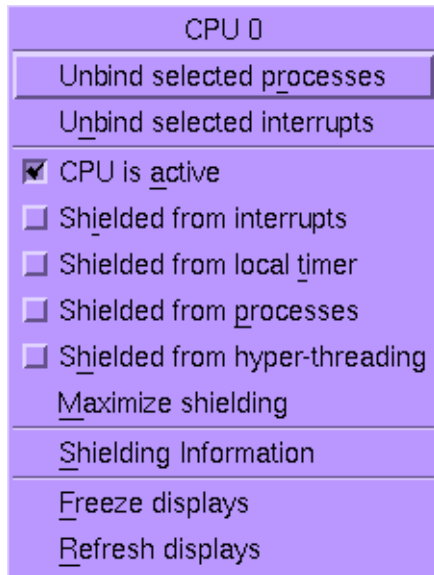 CPU 0
Unbind selected processes
Unbind selected interrupts
CPU is active
Shielded from interrupts
Shielded from local timer
Shielded from processes
Shielded from hyper-threading
Maximize shielding
Shielding Information
Freeze displays
Refresh displays